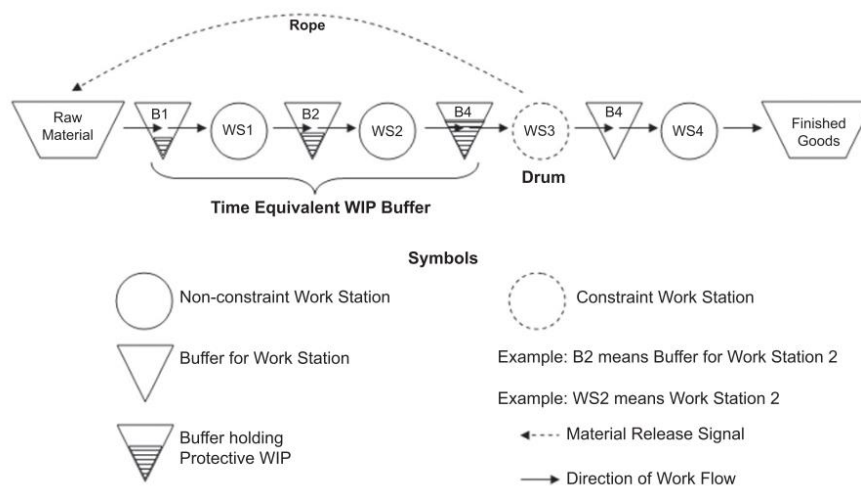 Rope
Raw
Material
B1
WS1
B2
WS2
B4
WS3
B4
WS4
Finished
Goods
Drum
Time Equivalent WIP Buffer
Symbols
Non-constraint Work Station
Constraint Work Station
Buffer for Work Station
Example: B2 means Buffer for Work Station 2
Example: WS2 means Work Station 2
Buffer holding
Protective WIP
Material Release Signal
Direction of Work Flow